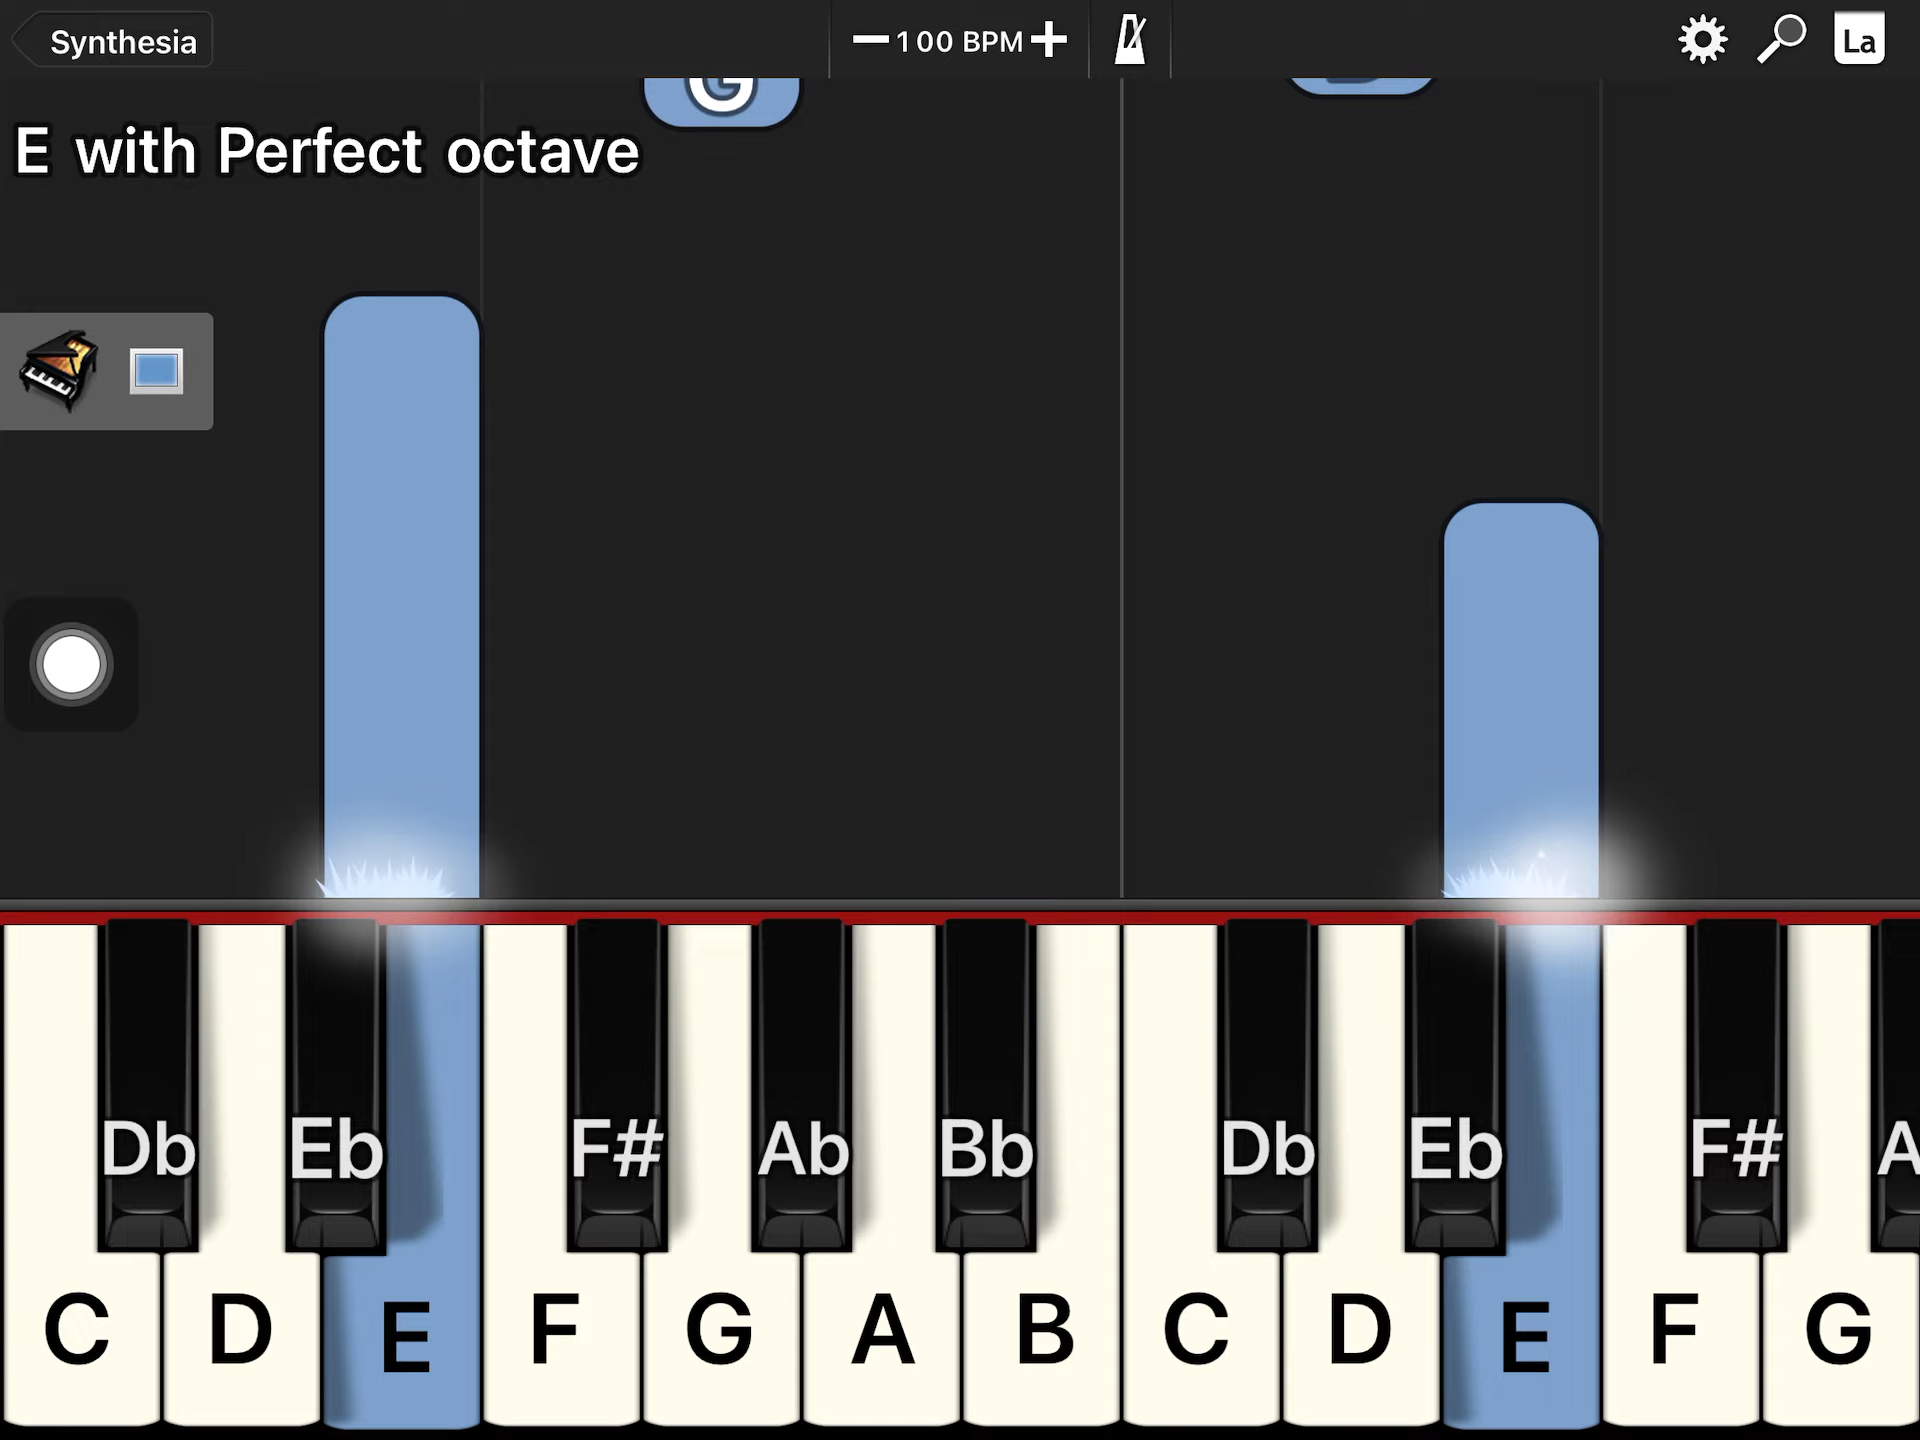 Synthesia
100 BPM
La
G
E with Perfect octave
Db Eb F# Ab Bb Db Eb F# A
C D E F G A B C D E F G